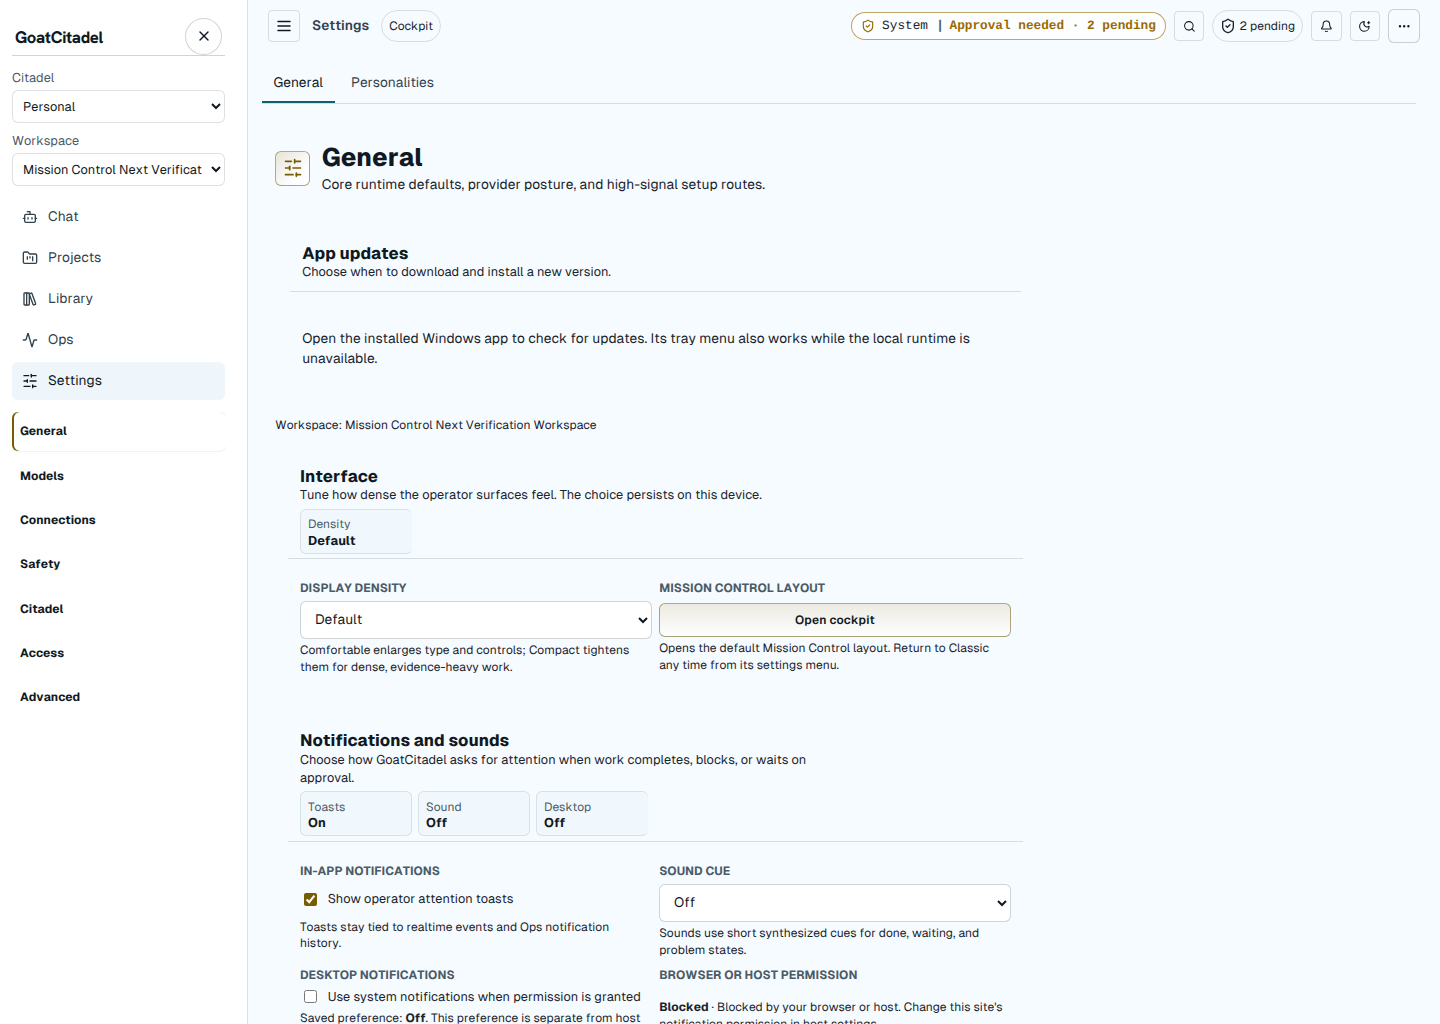 GoatCitadel
Citadel
Personal
Workspace
Mission Control Next Verificat
Chat
Projects
Library
Ops
Settings
General
Models
Connections
Safety
Citadel
Access
Advanced
Settings
Cockpit
System | Approval needed · 2 pending
2 pending
General
Personalities
General
Core runtime defaults, provider posture, and high-signal setup routes.
App updates
Choose when to download and install a new version.
Open the installed Windows app to check for updates. Its tray menu also works while the local runtime is
unavailable.
Workspace: Mission Control Next Verification Workspace
Interface
Tune how dense the operator surfaces feel. The choice persists on this device.
Density
Default
DISPLAY DENSITY
Default
Comfortable enlarges type and controls; Compact tightens
them for dense, evidence-heavy work.
MISSION CONTROL LAYOUT
Open cockpit
Opens the default Mission Control layout. Return to Classic
any time from its settings menu.
Notifications and sounds
Choose how GoatCitadel asks for attention when work completes, blocks, or waits on
approval.
Toasts
On
Sound
Off
Desktop
Off
IN-APP NOTIFICATIONS
Show operator attention toasts
Toasts stay tied to realtime events and Ops notification
history.
SOUND CUE
Off
Sounds use short synthesized cues for done, waiting, and
problem states.
DESKTOP NOTIFICATIONS
Use system notifications when permission is granted
Saved preference: Off. This preference is separate from host
BROWSER OR HOST PERMISSION
Blocked · Blocked by your browser or host. Change this site's
notification permission in host settings.